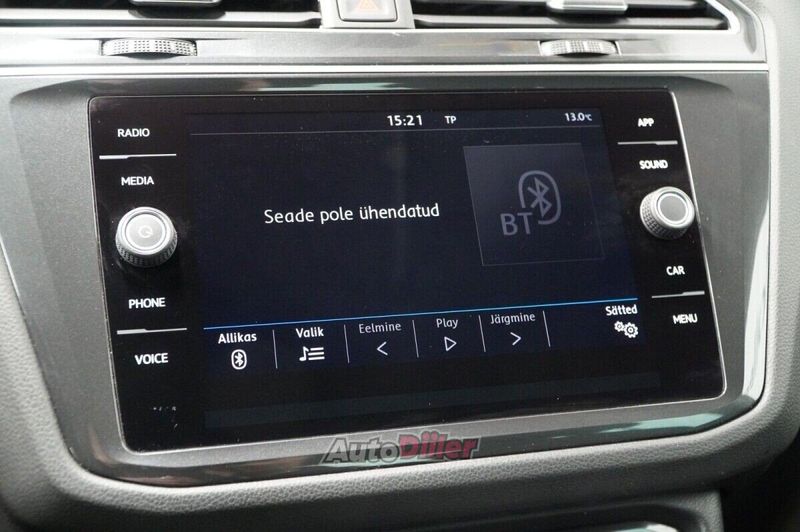 15:21 TP 13.0°C
RADIO
MEDIA
PHONE
VOICE
Seade pole ühendatud
BT
Allikas
Valik
Eelmine
Play
Järgmine
Sätted
APP
SOUND
CAR
MENU
AutoDiller